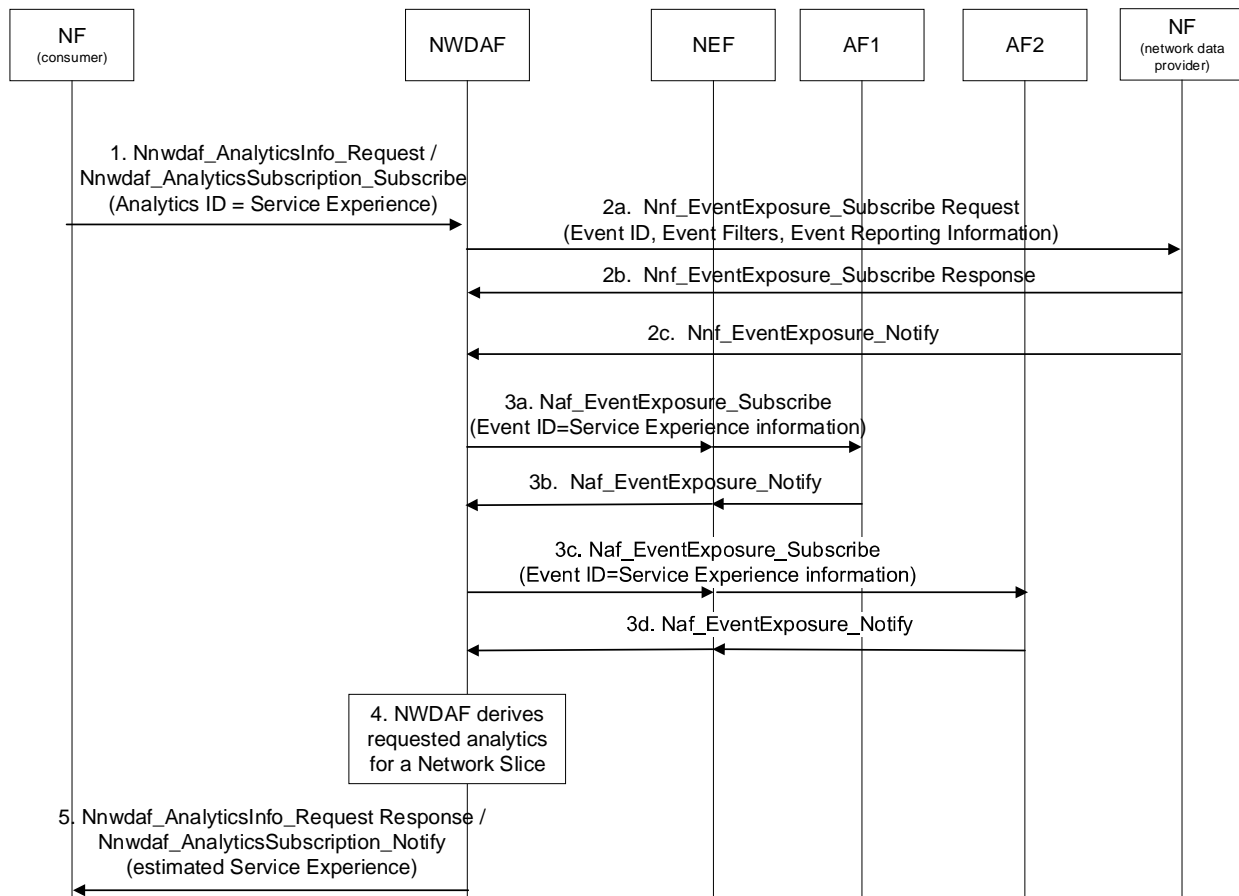 NF
(consumer)
NWDAF
NEF
AF1
AF2
NF
(network data
provider)
1. Nnwdaf_AnalyticsInfo_Request /
Nnwdaf_AnalyticsSubscription_Subscribe
(Analytics ID = Service Experience)
2a. Nnf_EventExposure_Subscribe Request
(Event ID, Event Filters, Event Reporting Information)
2b. Nnf_EventExposure_Subscribe Response
2c. Nnf_EventExposure_Notify
3a. Naf_EventExposure_Subscribe
(Event ID=Service Experience information)
3b. Naf_EventExposure_Notify
3c. Naf_EventExposure_Subscribe
(Event ID=Service Experience information)
3d. Naf_EventExposure_Notify
4. NWDAF derives
requested analytics
for a Network Slice
5. Nnwdaf_AnalyticsInfo_Request Response /
Nnwdaf_AnalyticsSubscription_Notify
(estimated Service Experience)